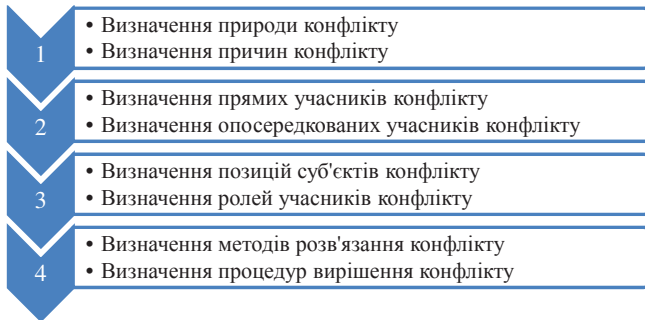 1
• Визначення природи конфлікту
• Визначення причин конфлікту
2
• Визначення прямих учасників конфлікту
• Визначення опосередкованих учасників конфлікту
3
• Визначення позицій суб'єктів конфлікту
• Визначення ролей учасників конфлікту
4
• Визначення методів розв'язання конфлікту
• Визначення процедур вирішення конфлікту